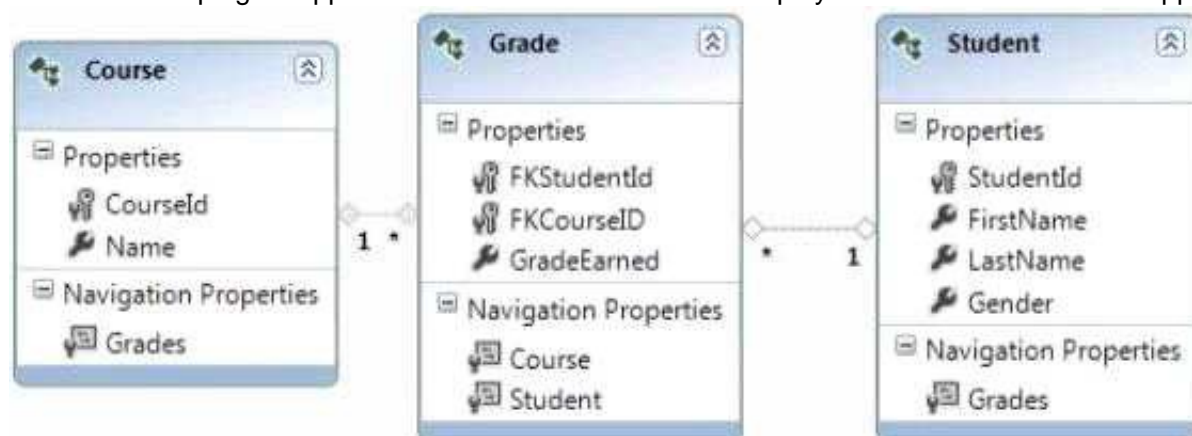 Course
Properties
CourseId
Name
Navigation Properties
Grades
1 *
Grade
Properties
FKStudentId
FKCourseID
GradeEarned
Navigation Properties
Course
Student
* 1
Student
Properties
StudentId
FirstName
LastName
Gender
Navigation Properties
Grades